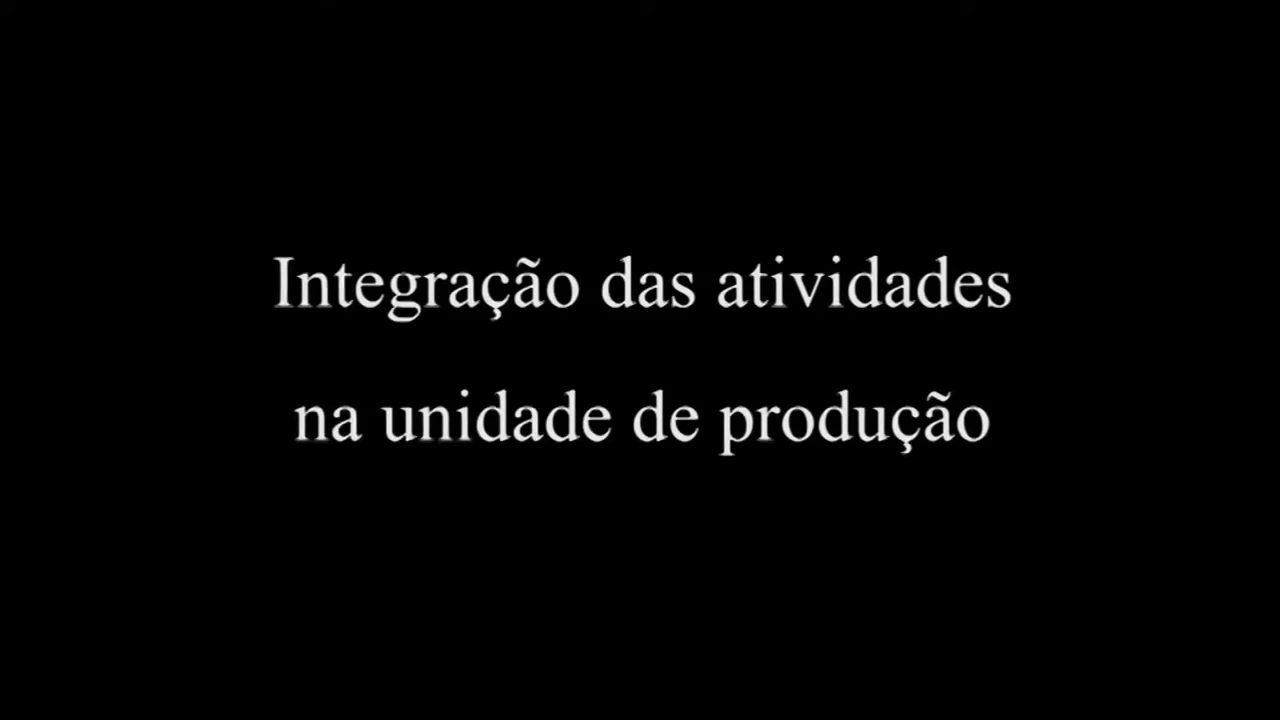 Integração das atividades
na unidade de produção